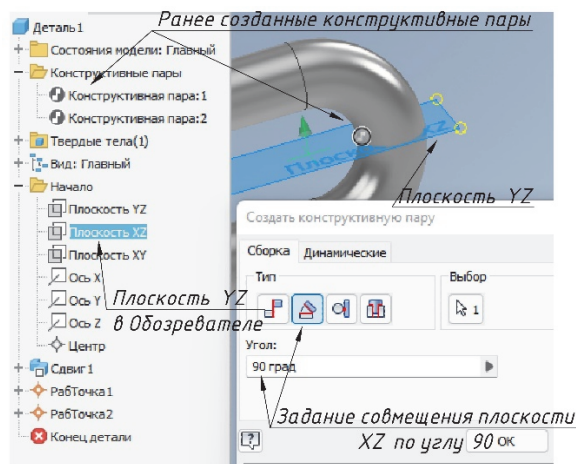 Ранее созданные конструктивные пары
Деталь1
Состояния модели: Главный
Конструктивные пары
Конструктивная пара:1
Конструктивная пара:2
Твердые тела(1)
Вид: Главный
Начало
Плоскость YZ
Плоскость XZ
Плоскость XY
Ось X
Ось Y
Ось Z
Центр
Сдвиг1
РабТочка1
РабТочка2
Конец детали
Плоскость YZ
в Обозревателе
XZ
Плоскость YZ
Создать конструктивную пару
Сборка Динамические
Тип Выбор
1
Угол:
90 град
Задание совмещения плоскости
XZ по углу 90 ОК